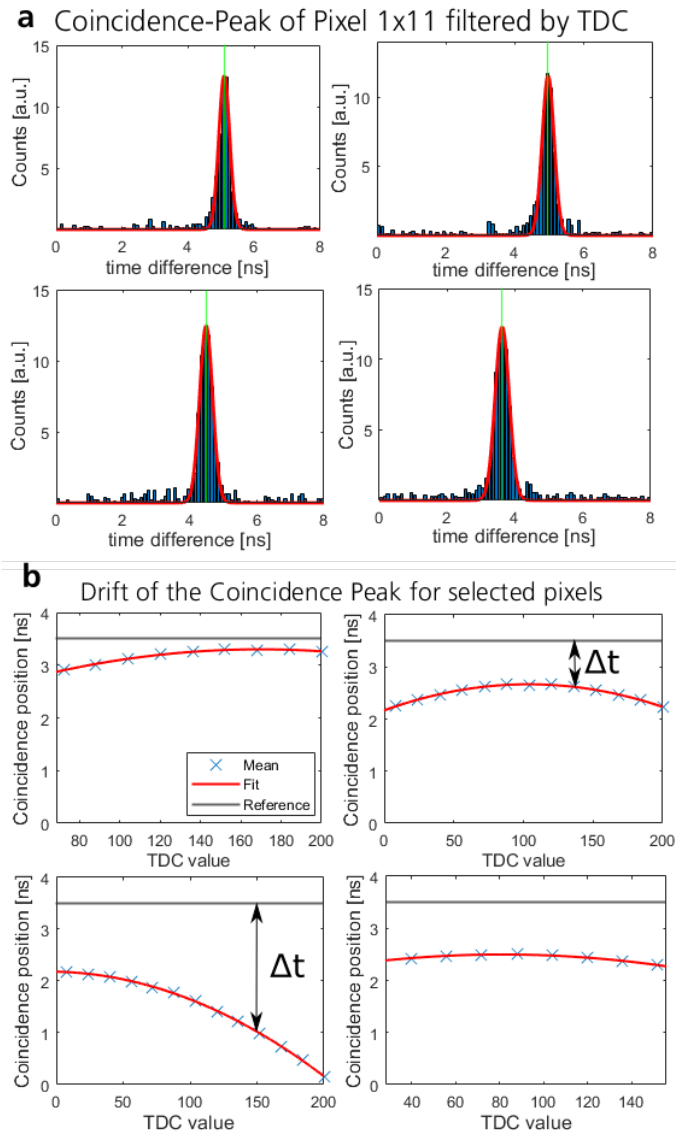 a Coincidence-Peak of Pixel 1x11 filtered by TDC
15
10
5
Counts [a.u.]
0 2 4 6 8
time difference [ns]
10
5
Counts [a.u.]
0 2 4 6 8
time difference [ns]
15
10
5
Counts [a.u.]
0 2 4 6 8
time difference [ns]
15
10
5
Counts [a.u.]
0 2 4 6 8
time difference [ns]
b Drift of the Coincidence Peak for selected pixels
4
3
2
1
0
Coincidence position [ns]
Mean
Fit
Reference
80 100 120 140 160 180 200
TDC value
4
3
2
1
0
Coincidence position [ns]
Δt
0 50 100 150 200
TDC value
4
3
2
1
0
Coincidence position [ns]
Δt
0 50 100 150 200
TDC value
4
3
2
1
0
Coincidence position [ns]
40 60 80 100 120 140
TDC value